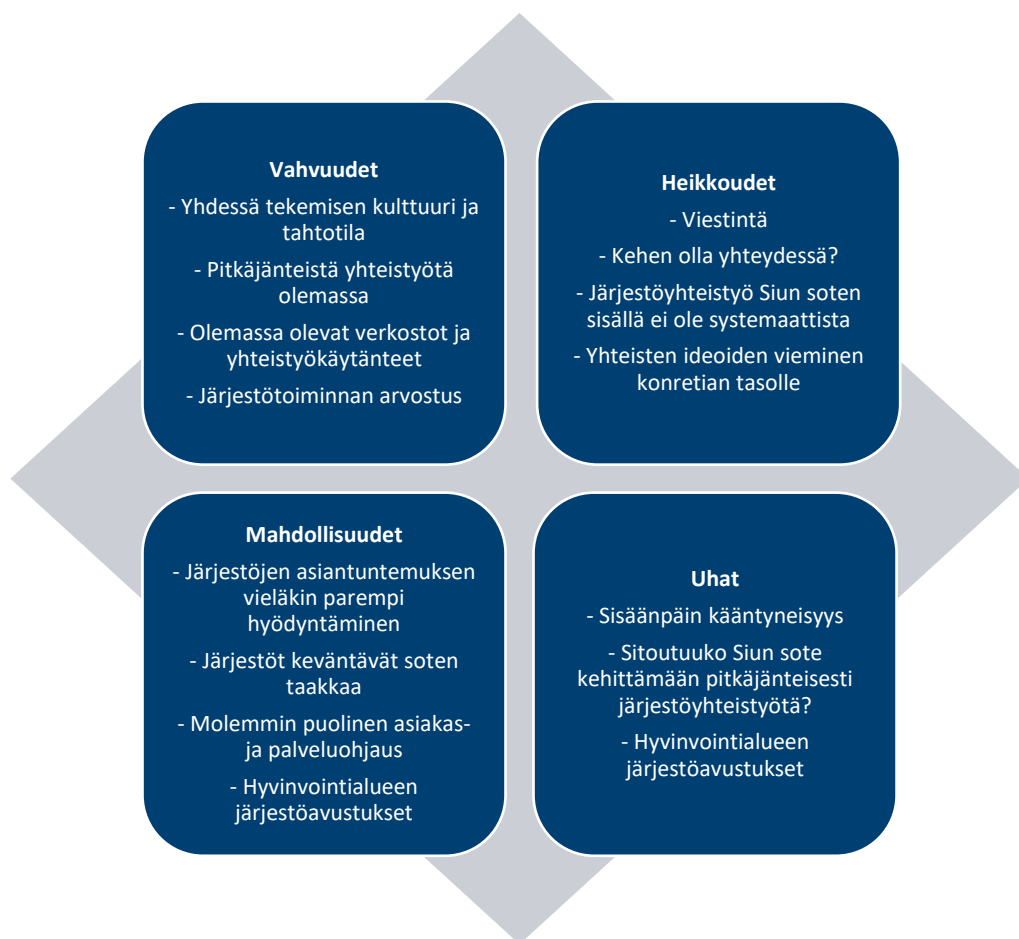 Vahvuudet
- Yhdessä tekemisen kulttuuri ja
tahtotila
- Pitkäjänteistä yhteistyötä
olemassa
- Olemassa olevat verkostot ja
yhteistyökäytänteet
- Järjestötoiminnan arvostus
Heikkoudet
- Viestintä
- Kehen olla yhteydessä?
- Järjestöyhteistyö Siun soten
sisällä ei ole systemaattista
- Yhteisten ideoiden vieminen
konretian tasolle
Mahdollisuudet
- Järjestöjen asiantuntemuksen
vieläkin parempi
hyödyntäminen
- Järjestöt keväntävät soten
taakkaa
- Molemmin puolinen asiakas-
ja palveluohjaus
- Hyvinvointialueen
järjestöavustukset
Uhat
- Sisäänpäin kääntyneisyys
- Sitoutuuko Siun sote
kehittämään pitkäjänteisesti
järjestöyhteistyötä?
- Hyvinvointialueen
järjestöavustukset